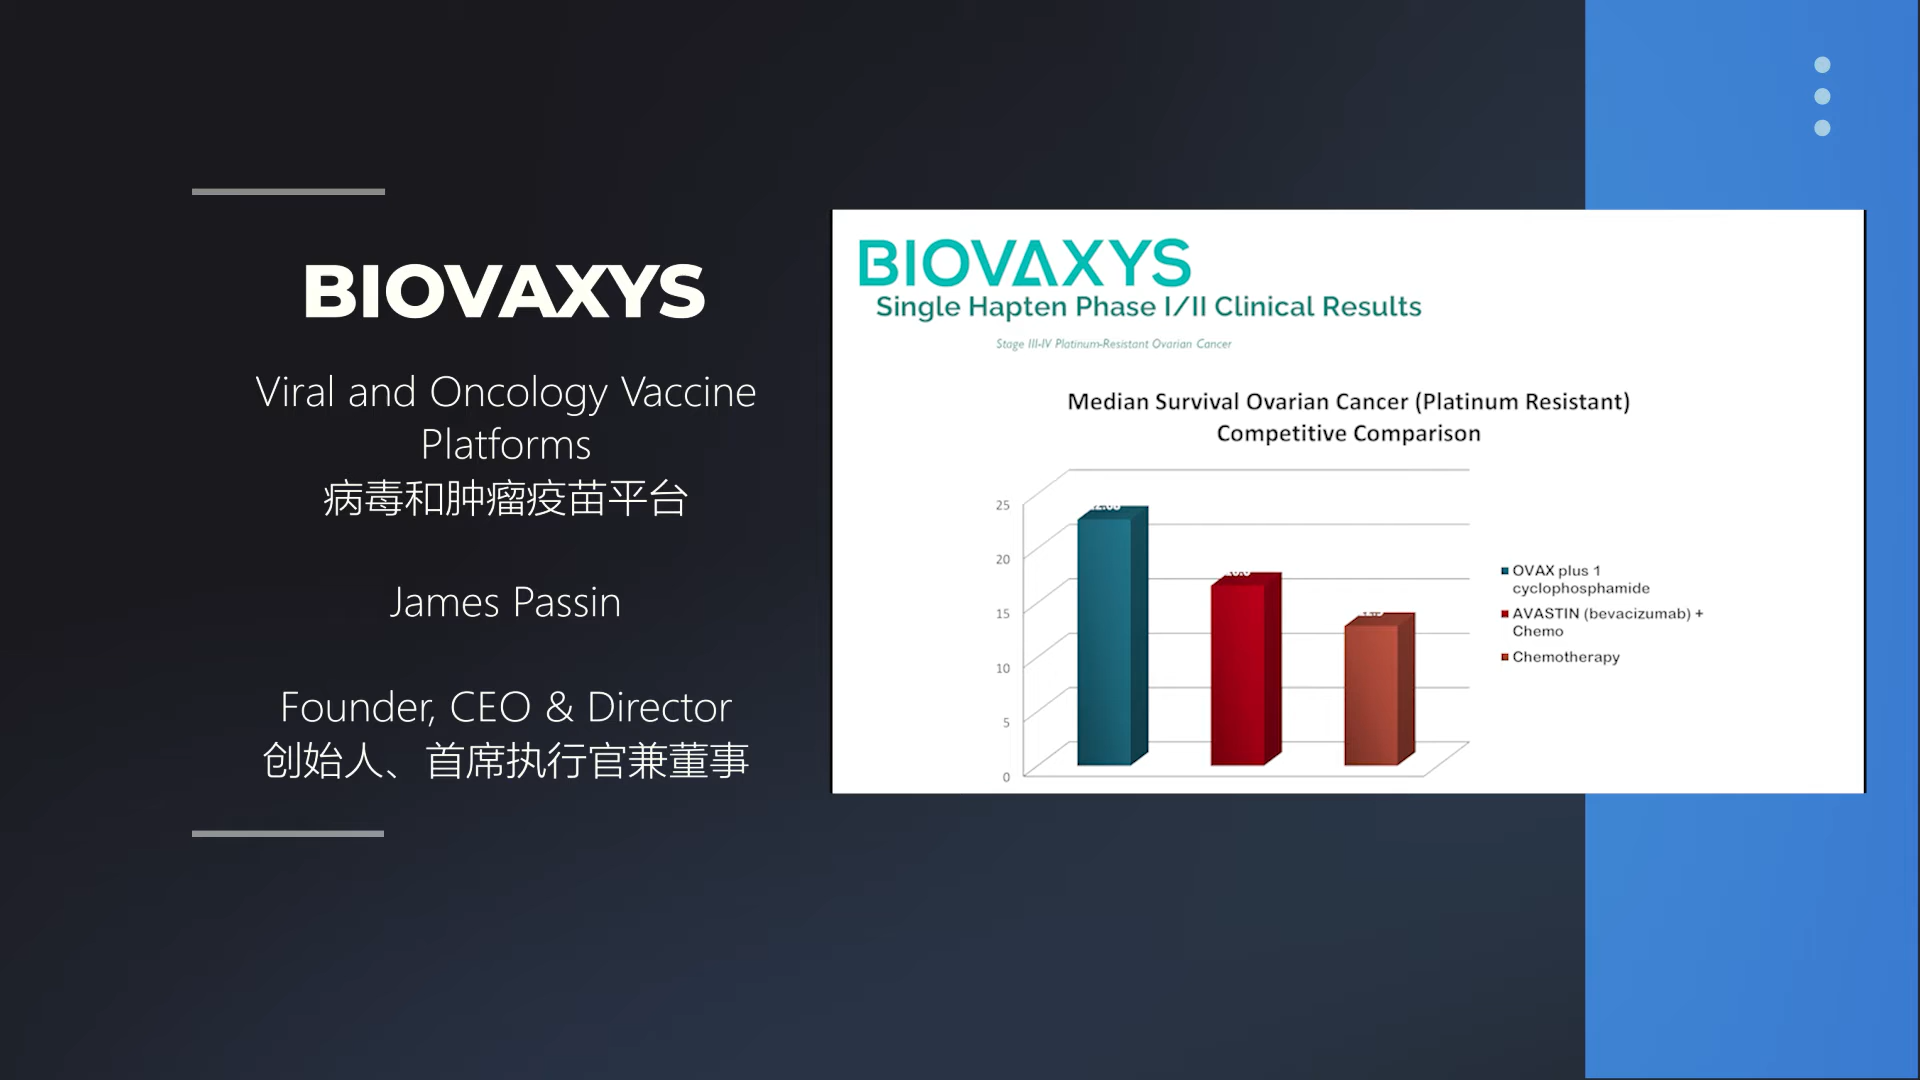 BIOVAXYS
Viral and Oncology Vaccine
Platforms
病毒和肿瘤疫苗平台
James Passin
Founder, CEO & Director
创始人、首席执行官兼董事
BIOVAXYS
Single Hapten Phase I/II Clinical Results
Stage III-IV Platinum-Resistant Ovarian Cancer
Median Survival Ovarian Cancer (Platinum Resistant)
Competitive Comparison
25
20
15
10
5
0
OVAX plus 1
cyclophosphamide
AVASTIN (bevacizumab) +
Chemo
Chemotherapy